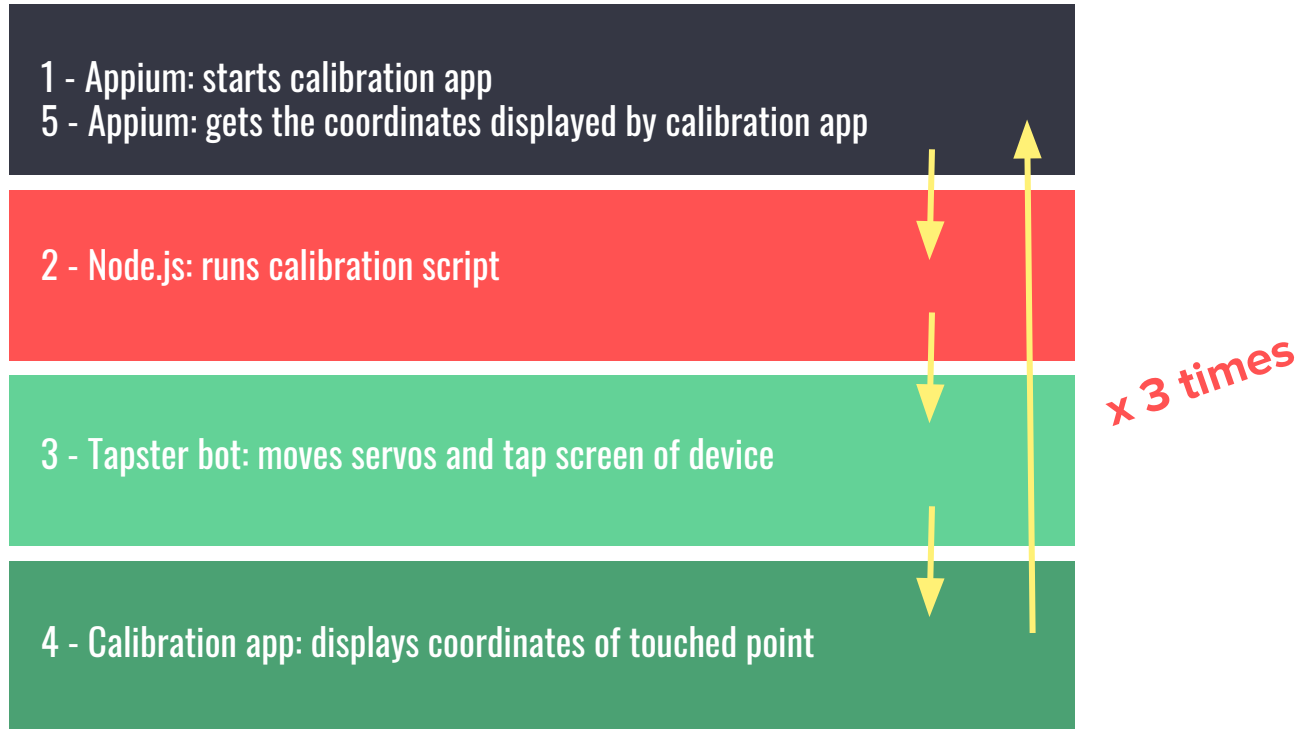 1 - Appium: starts calibration app
5 - Appium: gets the coordinates displayed by calibration app
2 - Node.js: runs calibration script
3 - Tapster bot: moves servos and tap screen of device
4 - Calibration app: displays coordinates of touched point
x 3 times